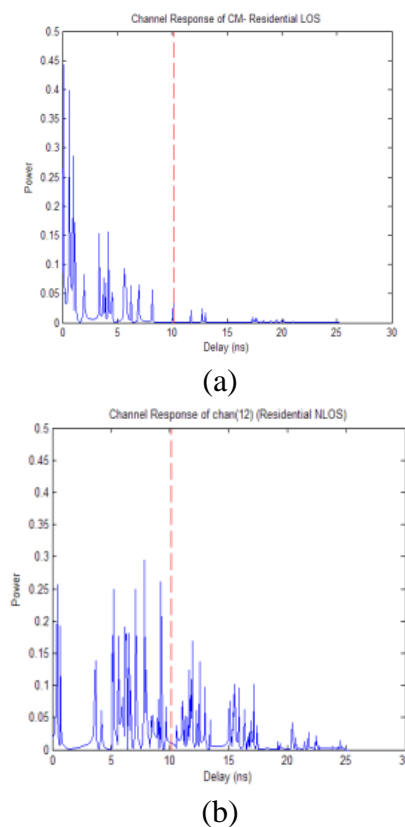 Channel Response of CM- Residential LOS
0.5
0.45
0.4
0.35
0.3
0.25
0.2
0.15
0.1
0.05
0
Power
0 5 10 15 20 25 30
Delay (ns)
(a)
Channel Response of chan(12) (Residential NLOS)
0.5
0.45
0.4
0.35
0.3
0.25
0.2
0.15
0.1
0.05
0
Power
0 5 10 15 20 25 30
Delay (ns)
(b)